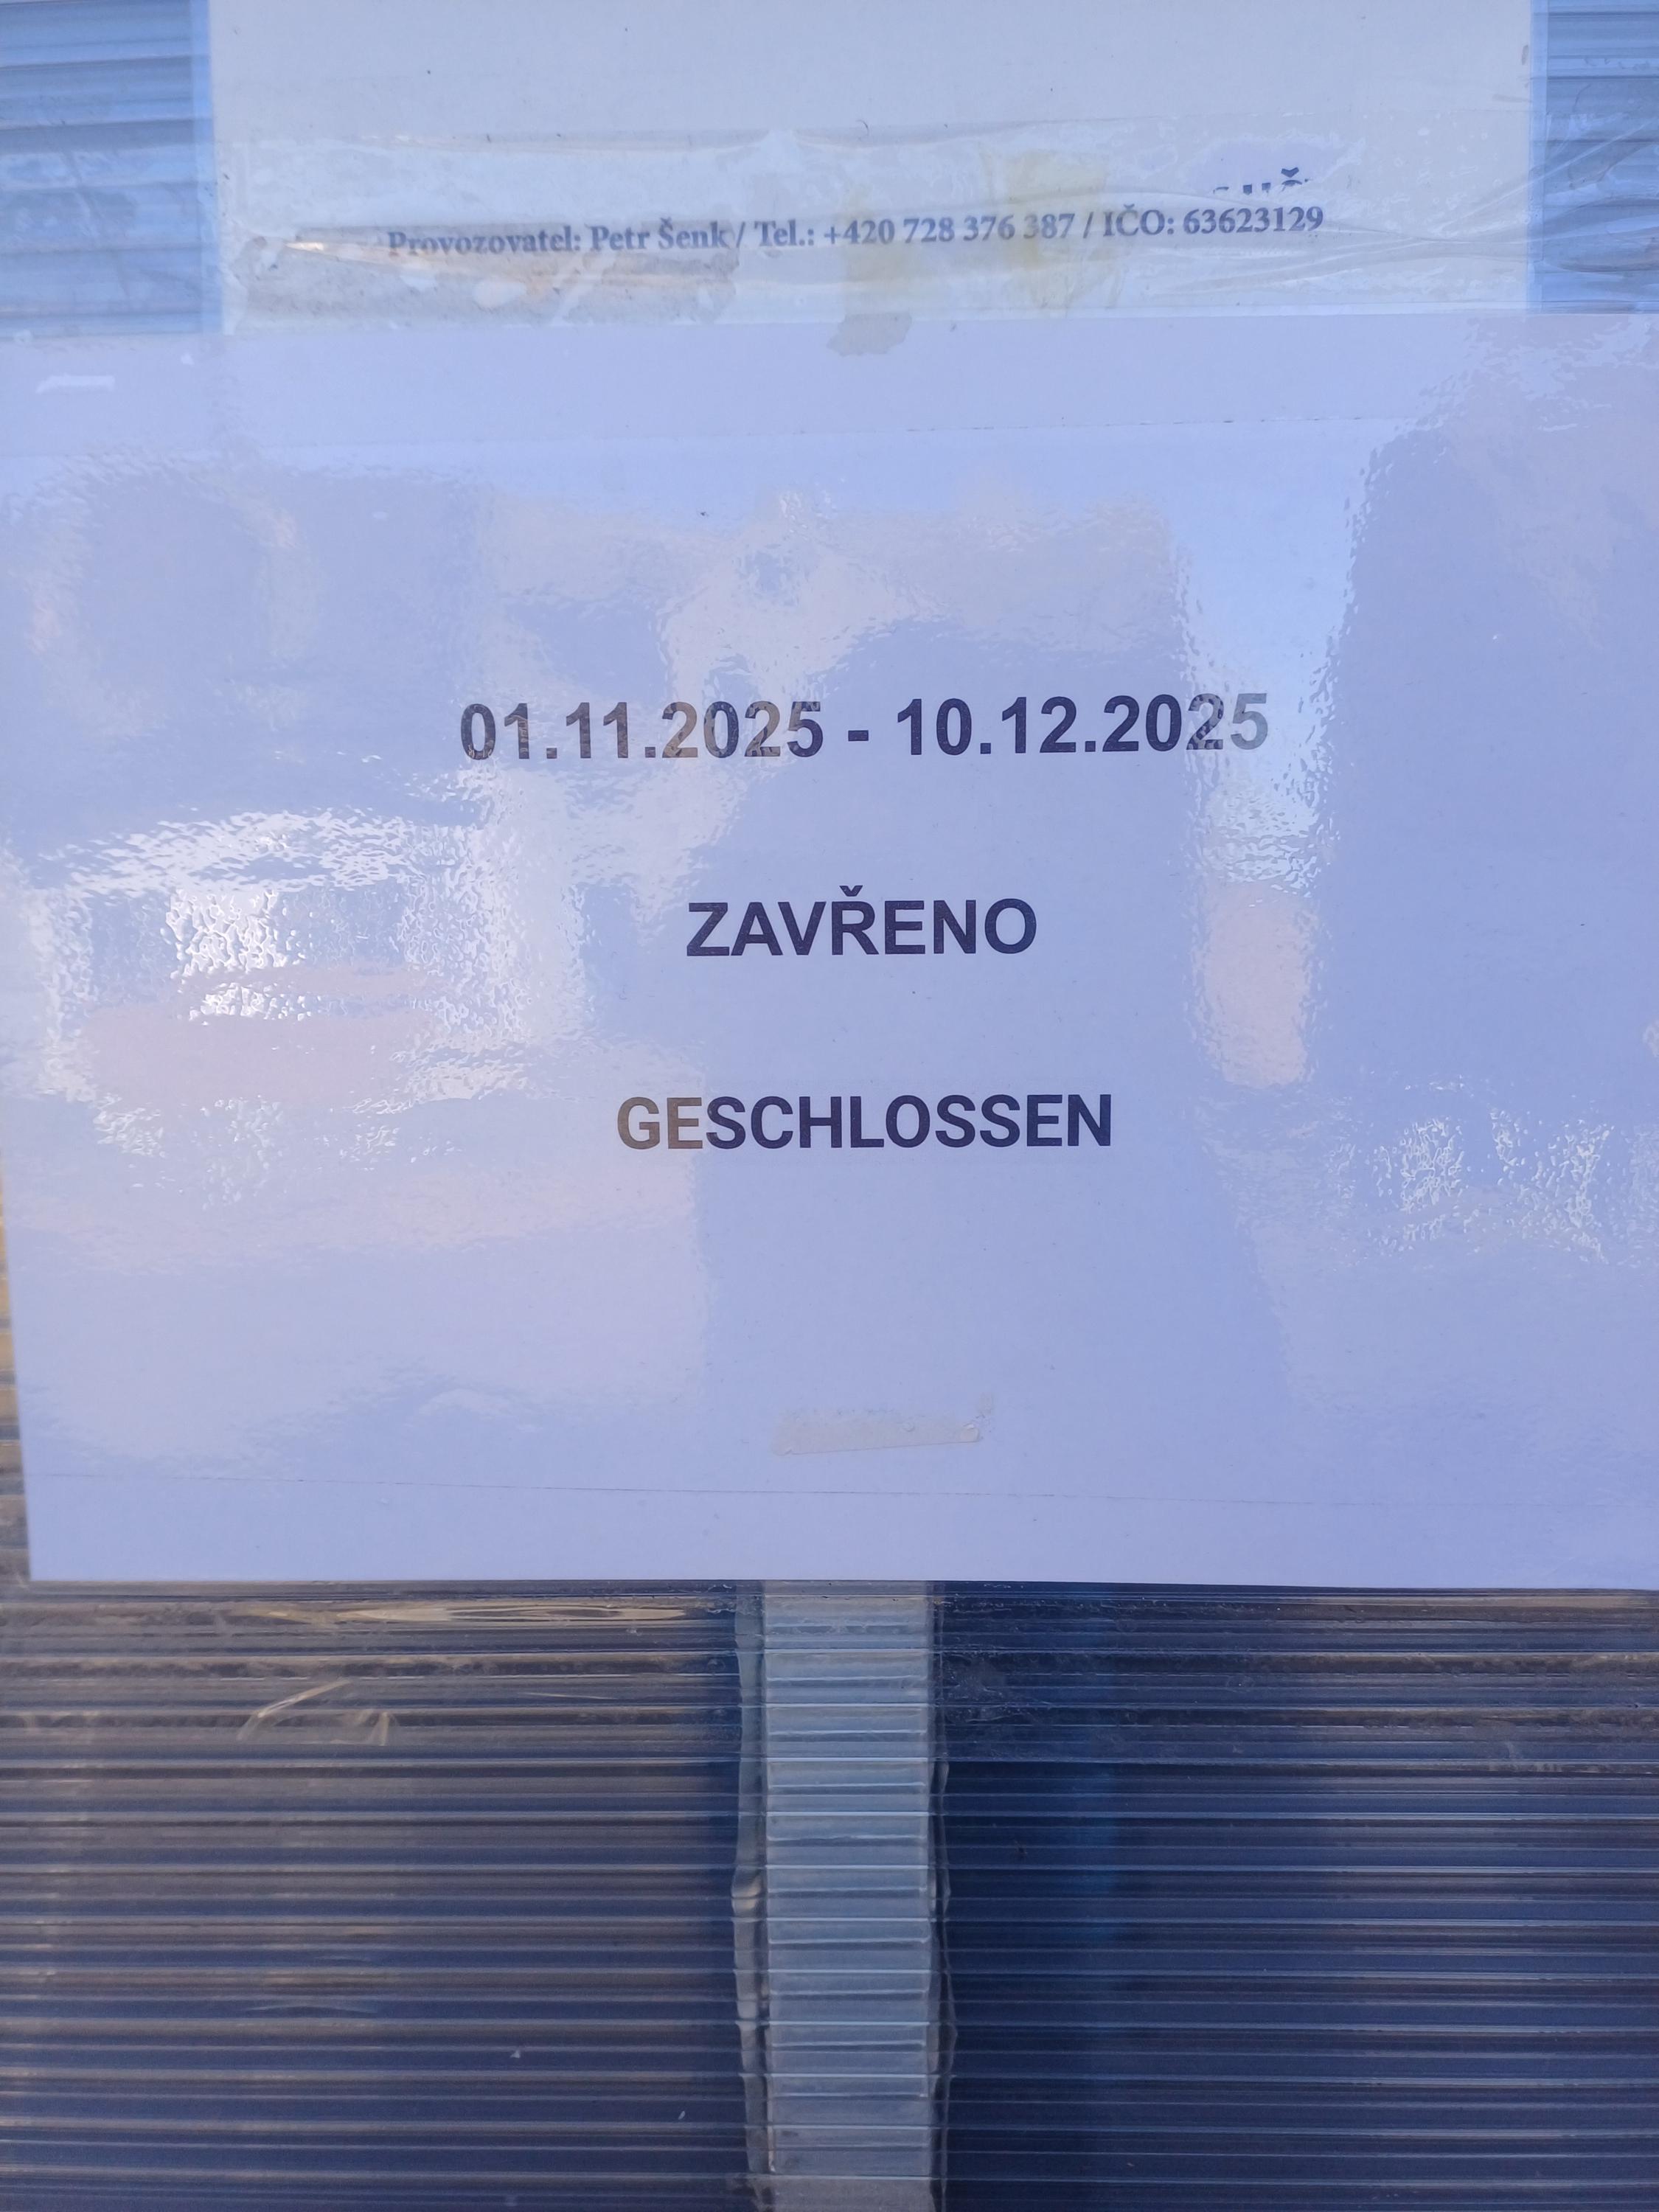 Provozovatel: Petr Šenk / Tel.: +420 728 376 387 / IČO: 63623129
01.11.2025 - 10.12.2025
ZAVŘENO
GESCHLOSSEN